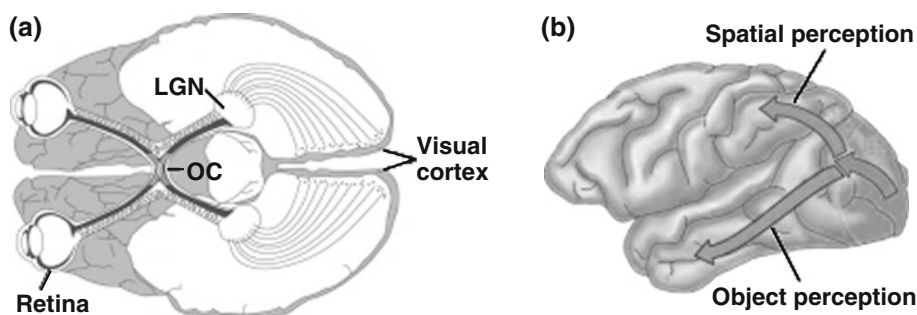 (a)
LGN
OC
Visual
cortex
Retina
(b)
Spatial perception
Object perception